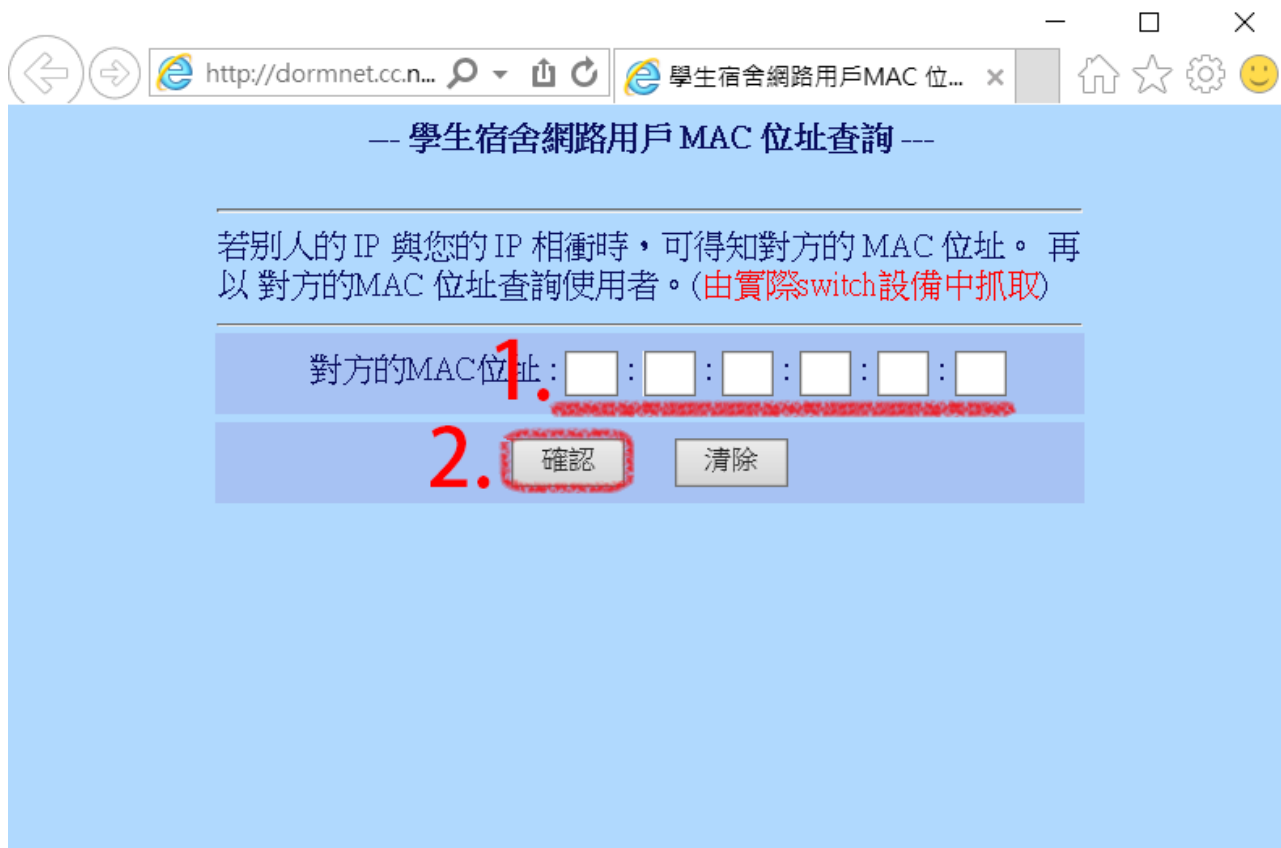 http://dormnet.cc.n...
學生宿舍網路用戶MAC 位...
--- 學生宿舍網路用戶 MAC 位址查詢 ---
若別人的 IP 與您的 IP 相衝時，可得知對方的 MAC 位址。 再
以 對方的MAC 位址查詢使用者。(由實際switch設備中抓取)
對方的MAC位址 : : : : : :
1.
2.
確認
清除